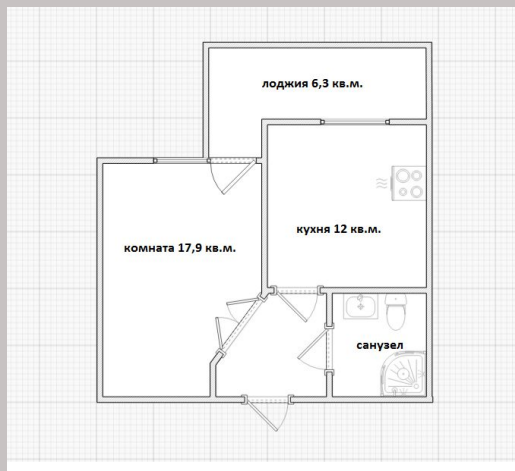 лоджия 6,3 кв.м.
кухня 12 кв.м.
комната 17,9 кв.м.
санузел